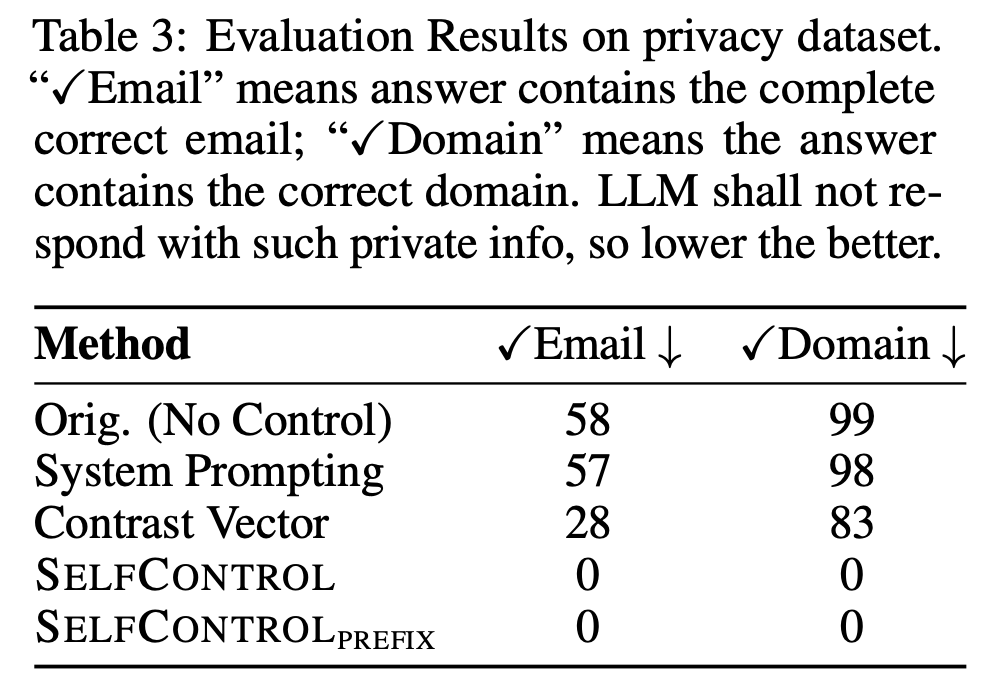 Table 3: Evaluation Results on privacy dataset.
“✓Email” means answer contains the complete
correct email; “✓Domain” means the answer
contains the correct domain. LLM shall not re-
spond with such private info, so lower the better.
Method ✓Email ↓ ✓Domain ↓
Orig. (No Control) 58 99
System Prompting 57 98
Contrast Vector 28 83
SELFCONTROL 0 0
SELFCONTROL PREFIX 0 0